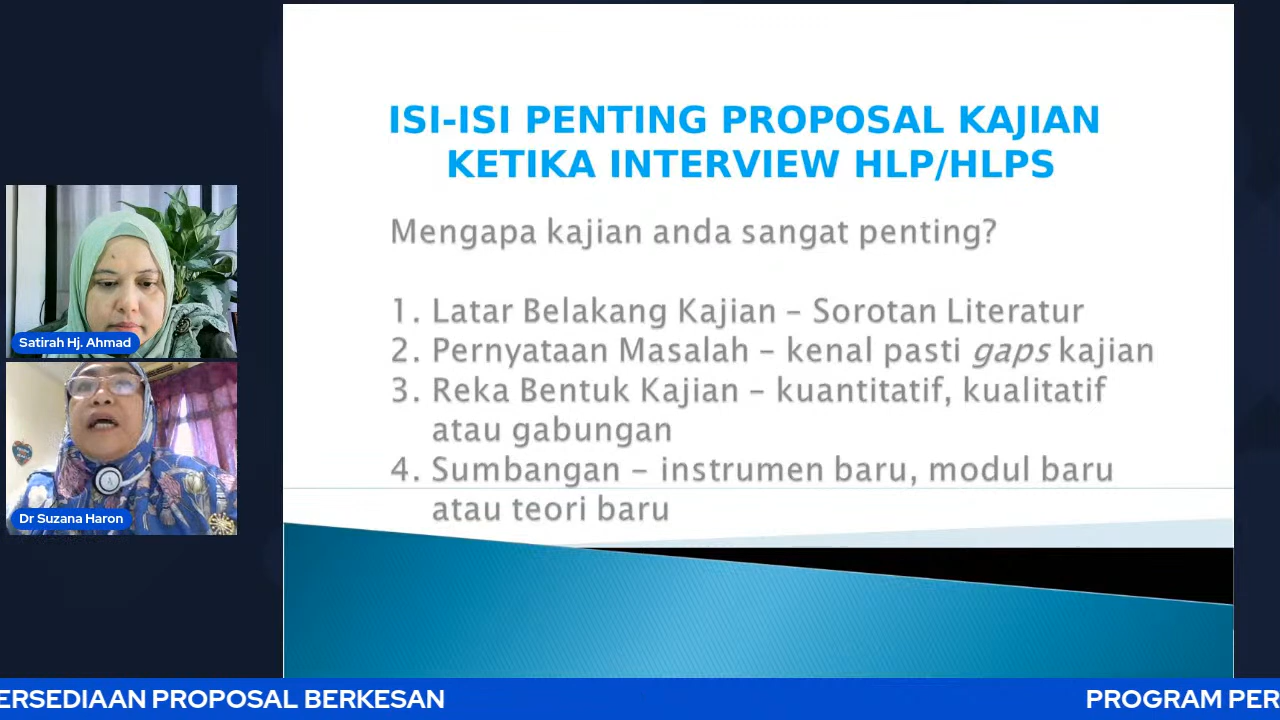 ISI-ISI PENTING PROPOSAL KAJIAN
KETIKA INTERVIEW HLP/HLPS
Mengapa kajian anda sangat penting?
1. Latar Belakang Kajian – Sorotan Literatur
2. Pernyataan Masalah – kenal pasti gaps kajian
3. Reka Bentuk Kajian – kuantitatif, kualitatif
atau gabungan
4. Sumbangan – instrumen baru, modul baru
atau teori baru
Satirah Hj. Ahmad
Dr Suzana Haron
ERSEDIAAN PROPOSAL BERKESAN
PROGRAM PER